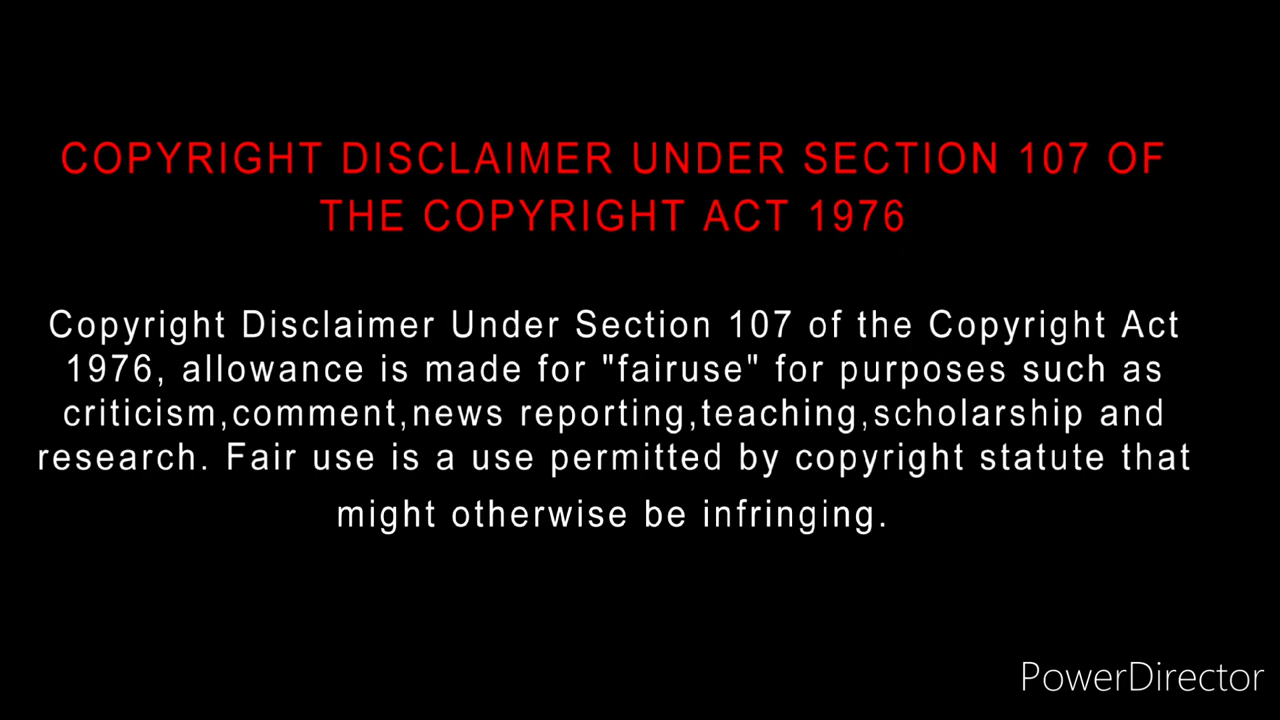 COPYRIGHT DISCLAIMER UNDER SECTION 107 OF
THE COPYRIGHT ACT 1976
Copyright Disclaimer Under Section 107 of the Copyright Act
1976, allowance is made for "fairuse" for purposes such as
criticism,comment,news reporting,teaching,scholarship and
research. Fair use is a use permitted by copyright statute that
might otherwise be infringing.
PowerDirector